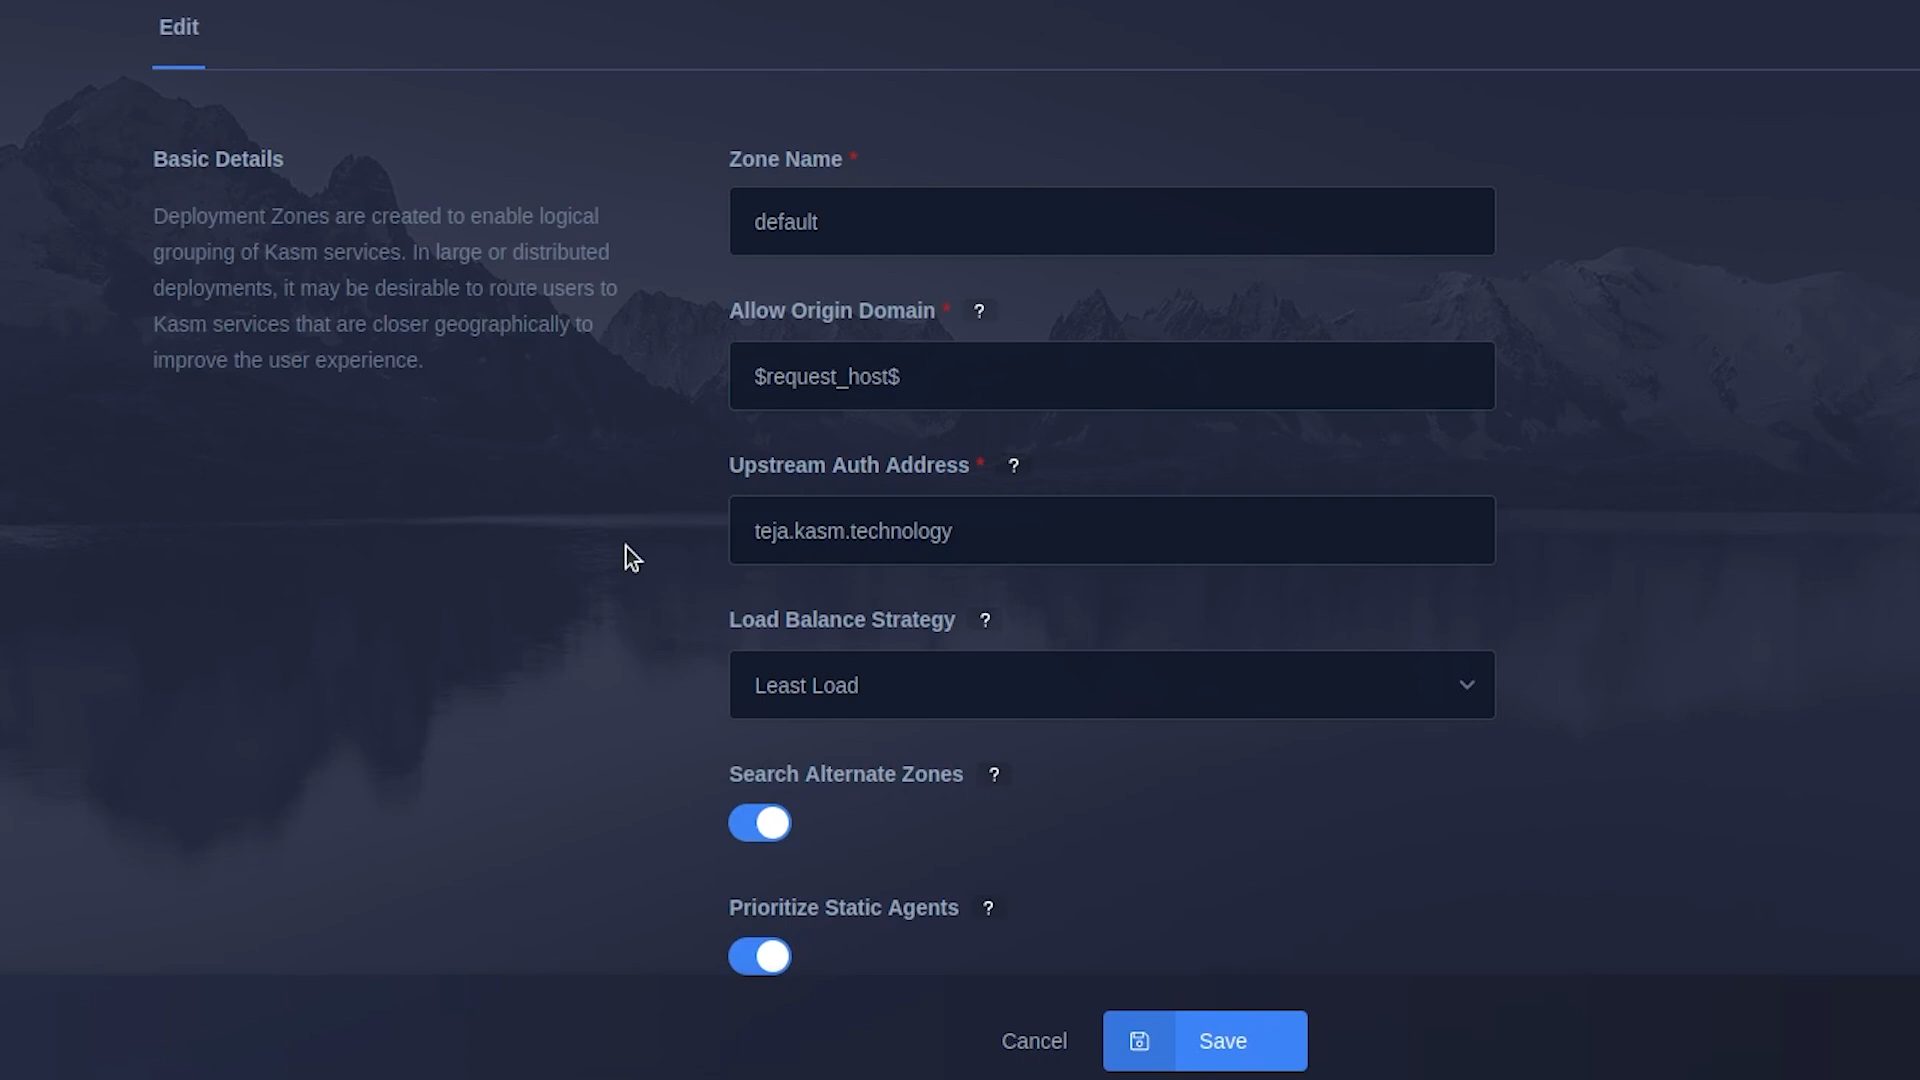 Edit
Basic Details
Deployment Zones are created to enable logical
grouping of Kasm services. In large or distributed
deployments, it may be desirable to route users to
Kasm services that are closer geographically to
improve the user experience.
Zone Name *
default
Allow Origin Domain * ?
$request_host$
Upstream Auth Address * ?
teja.kasm.technology
Load Balance Strategy ?
Least Load
Search Alternate Zones ?
Prioritize Static Agents ?
Cancel
Save